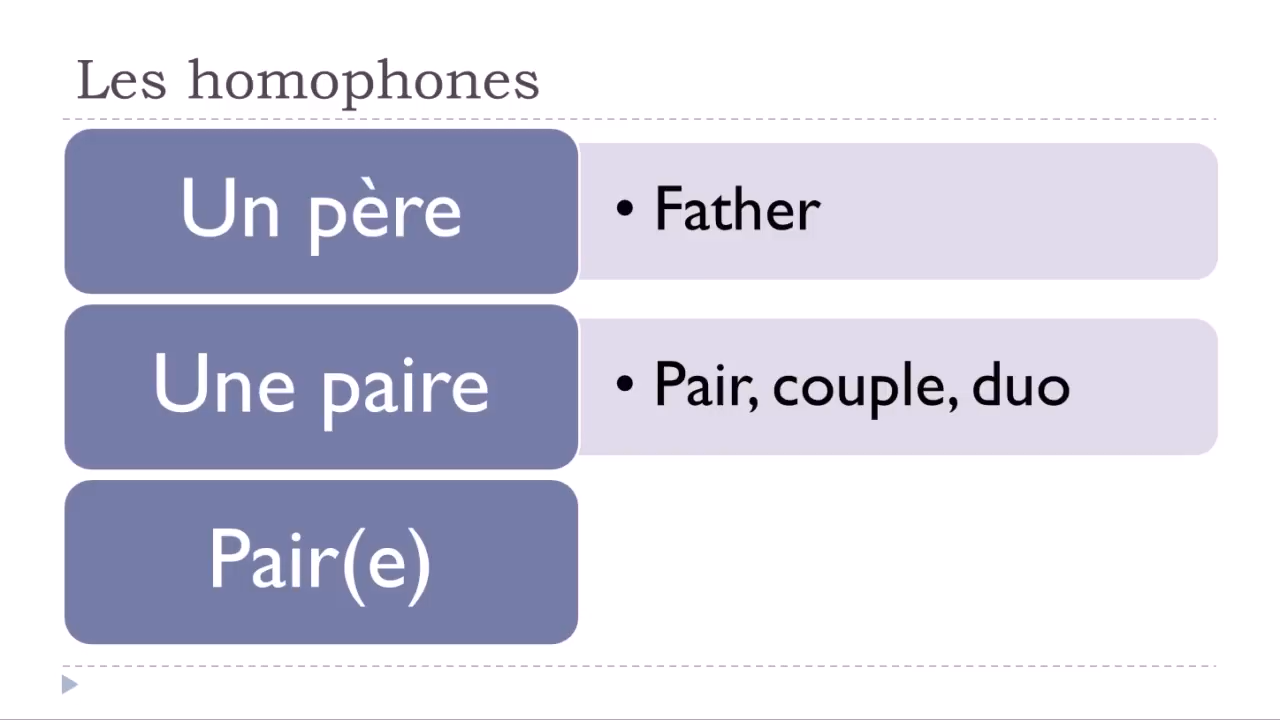 Les homophones
Un père
• Father
Une paire
• Pair, couple, duo
Pair(e)